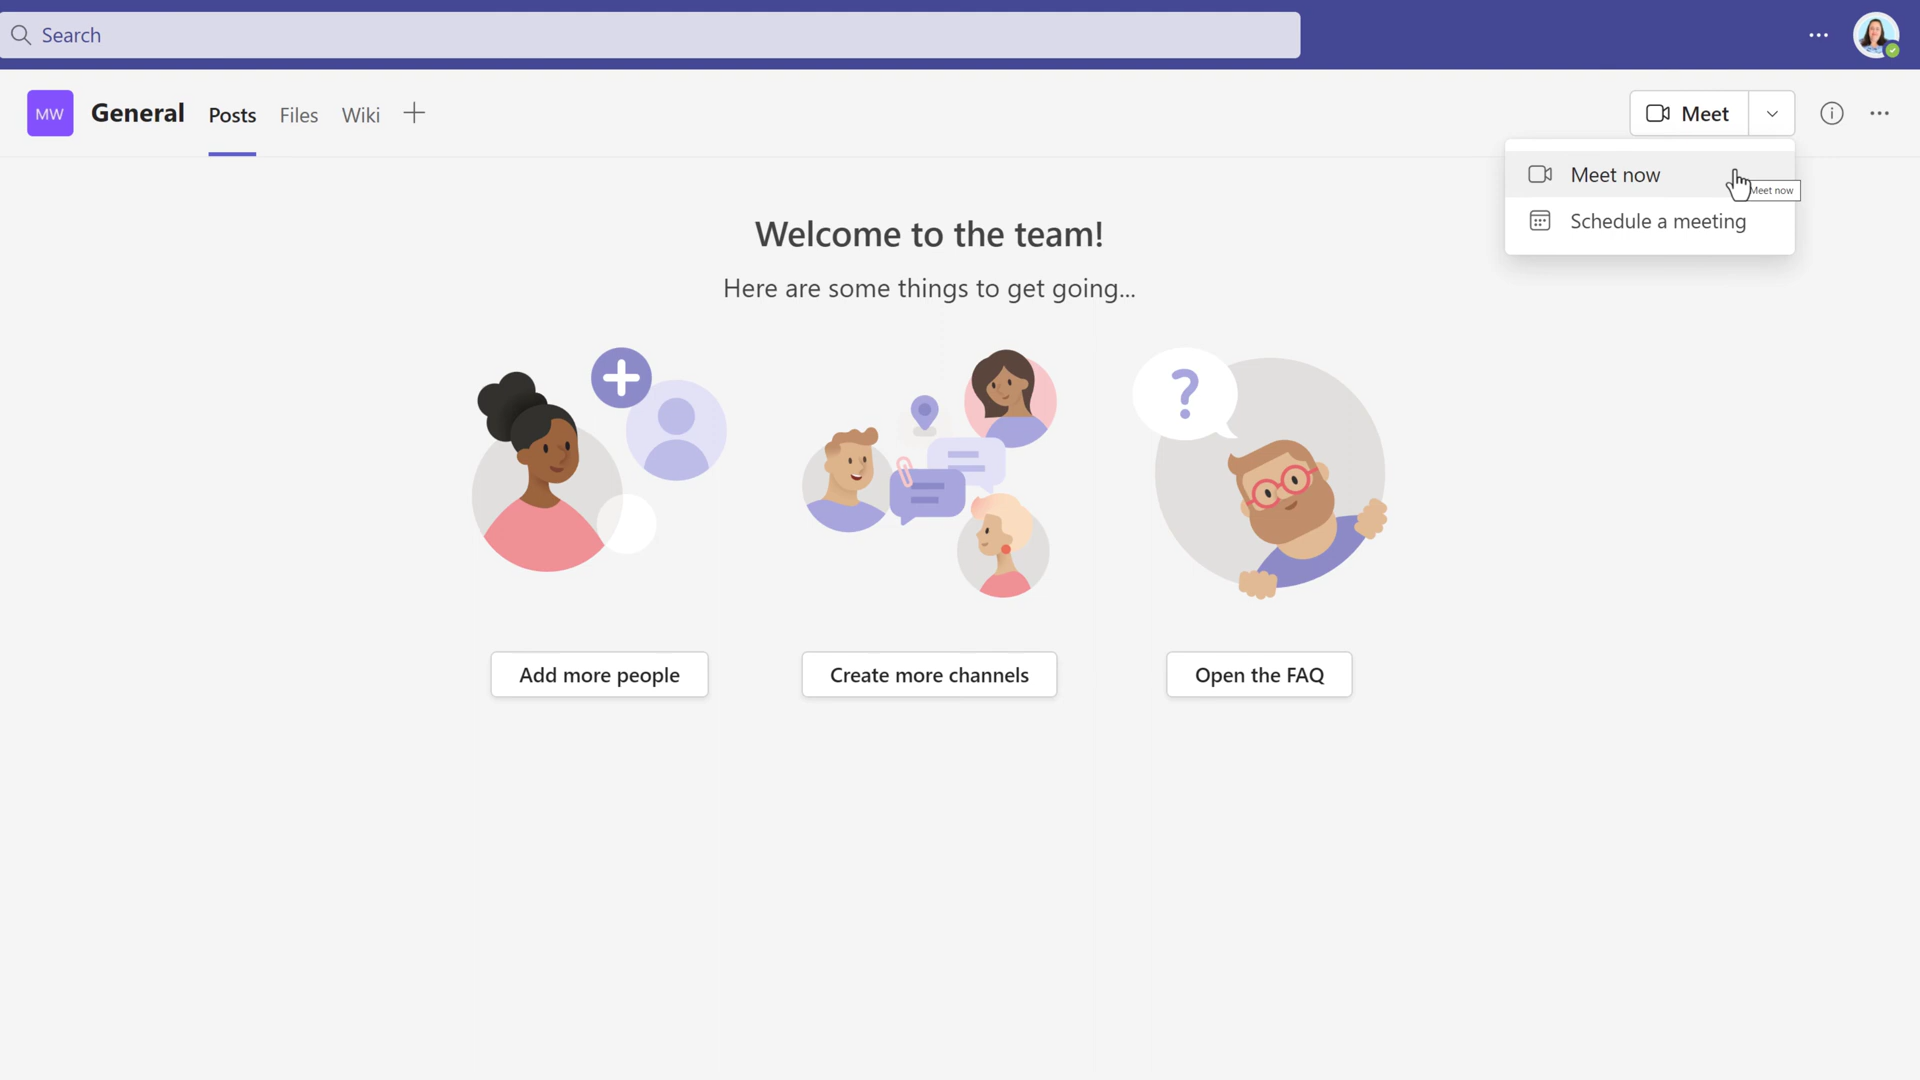 Search
MW General Posts Files Wiki
Meet
Meet now
Meet now
Schedule a meeting
Welcome to the team!
Here are some things to get going...
?
Add more people
Create more channels
Open the FAQ